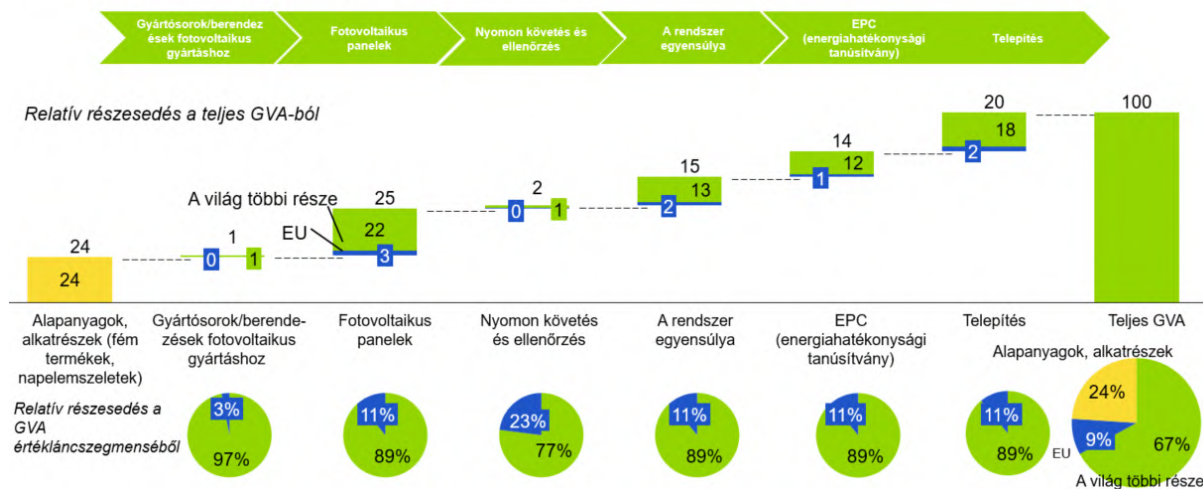 Gyártósorok/berendez
ések fotovoltaikus
gyártáshoz
Fotovoltaikus
panelek
Nyomon követés és
ellenőrzés
A rendszer
egyensúlya
EPC
(energiahatékonysági
tanúsítvány)
Telepítés
Relatív részesedés a teljes GVA-ból
24
24
1
0
1
A világ többi része
EU
25
22
3
2
0
1
15
13
2
14
12
1
20
18
2
100
Alapanyagok,
alkatrészek (fém
termékek,
napelemszeletek)
Gyártósorok/berende-
zések fotovoltaikus
gyártáshoz
Fotovoltaikus
panelek
Nyomon követés
és ellenőrzés
A rendszer
egyensúlya
EPC
(energiahatékonysági
tanúsítvány)
Telepítés
Teljes GVA
Relatív részesedés a
GVA
értékláncszegmenséből
3%
97%
11%
89%
23%
77%
11%
89%
11%
89%
11%
89%
Alapanyagok, alkatrészek
24%
9%
67%
EU
A világ többi része